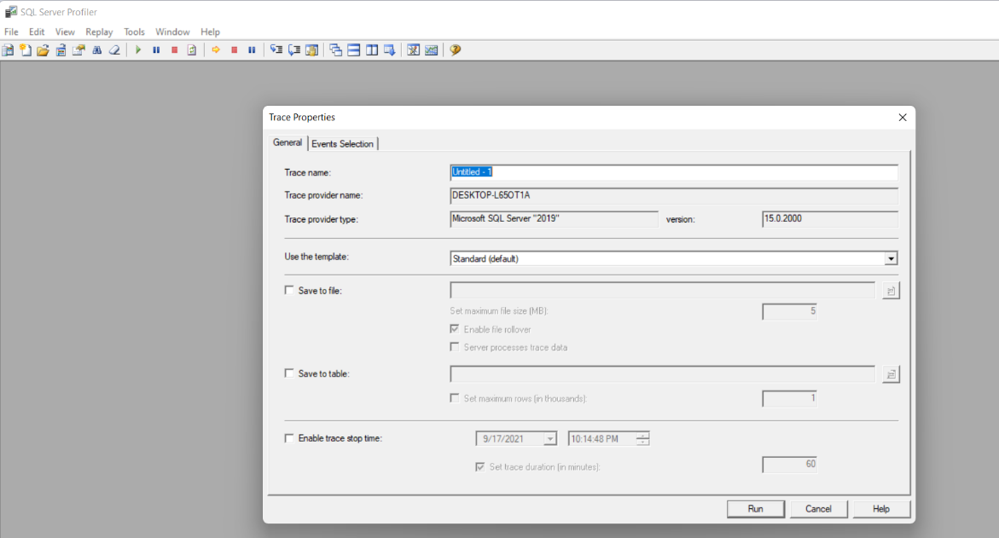 SQL Server Profiler
File Edit View Replay Tools Window Help
Trace Properties
General Events Selection
Trace name: Untitled - 1
Trace provider name: DESKTOP-L65OT1A
Trace provider type: Microsoft SQL Server "2019" version: 15.0.2000
Use the template: Standard (default)
Save to file:
Set maximum file size (MB): 5
Enable file rollover
Server processes trace data
Save to table:
Set maximum rows (in thousands): 1
Enable trace stop time: 9/17/2021 10:14:48 PM
Set trace duration (in minutes): 60
Run Cancel Help